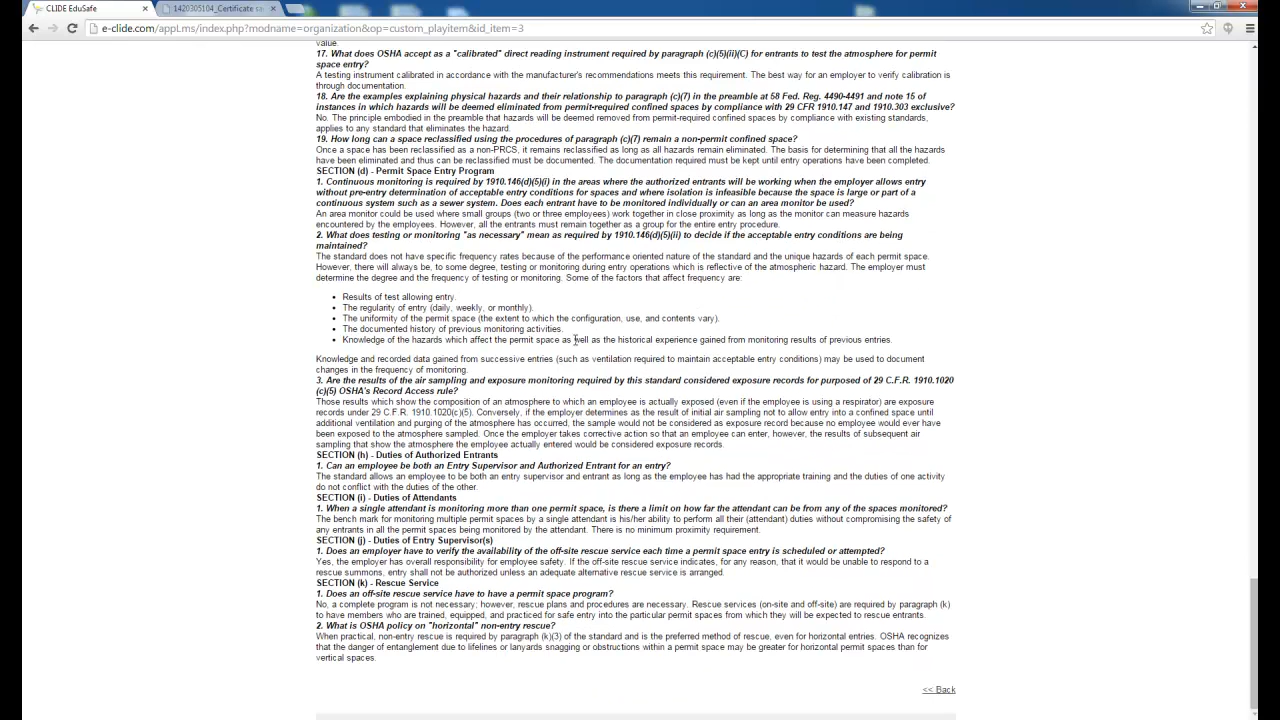 CLIDE EduSafe
1420305104_Certificate sa
e-clide.com/appLms/index.php?modname=organization&op=custom_playitem&id_item=3
value.
17. What does OSHA accept as a "calibrated" direct reading instrument required by paragraph (c)(5)(ii)(C) for entrants to test the atmosphere for permit
space entry?
A testing instrument calibrated in accordance with the manufacturer's recommendations meets this requirement. The best way for an employer to verify calibration is
through documentation.
18. Are the examples explaining physical hazards and their relationship to paragraph (c)(7) in the preamble at 58 Fed. Reg. 4490-4491 and note 15 of
instances in which hazards will be deemed eliminated from permit-required confined spaces by compliance with 29 CFR 1910.147 and 1910.303 exclusive?
No. The principle embodied in the preamble that hazards will be deemed removed from permit-required confined spaces by compliance with existing standards,
applies to any standard that eliminates the hazard.
19. How long can a space reclassified using the procedures of paragraph (c)(7) remain a non-permit confined space?
Once a space has been reclassified as a non-PRCS, it remains reclassified as long as all hazards remain eliminated. The basis for determining that all the hazards
have been eliminated and thus can be reclassified must be documented. The documentation required must be kept until entry operations have been completed.
SECTION (d) - Permit Space Entry Program
1. Continuous monitoring is required by 1910.146(d)(5)(i) in the areas where the authorized entrants will be working when the employer allows entry
without pre-entry determination of acceptable entry conditions for spaces and where isolation is infeasible because the space is large or part of a
continuous system such as a sewer system. Does each entrant have to be monitored individually or can an area monitor be used?
An area monitor could be used where small groups (two or three employees) work together in close proximity as long as the monitor can measure hazards
encountered by the employees. However, all the entrants must remain together as a group for the entire entry procedure.
2. What does testing or monitoring "as necessary" mean as required by 1910.146(d)(5)(ii) to decide if the acceptable entry conditions are being
maintained?
The standard does not have specific frequency rates because of the performance oriented nature of the standard and the unique hazards of each permit space.
However, there will always be, to some degree, testing or monitoring during entry operations which is reflective of the atmospheric hazard. The employer must
determine the degree and the frequency of testing or monitoring. Some of the factors that affect frequency are:
• Results of test allowing entry.
• The regularity of entry (daily, weekly, or monthly).
• The uniformity of the permit space (the extent to which the configuration, use, and contents vary).
• The documented history of previous monitoring activities.
• Knowledge of the hazards which affect the permit space as well as the historical experience gained from monitoring results of previous entries.
Knowledge and recorded data gained from successive entries (such as ventilation required to maintain acceptable entry conditions) may be used to document
changes in the frequency of monitoring.
3. Are the results of the air sampling and exposure monitoring required by this standard considered exposure records for purposed of 29 C.F.R. 1910.1020
(c)(5) OSHA's Record Access rule?
Those results which show the composition of an atmosphere to which an employee is actually exposed (even if the employee is using a respirator) are exposure
records under 29 C.F.R. 1910.1020(c)(5). Conversely, if the employer determines as the result of initial air sampling not to allow entry into a confined space until
additional ventilation and purging of the atmosphere has occurred, the sample would not be considered as exposure record because no employee would ever have
been exposed to the atmosphere sampled. Once the employer takes corrective action so that an employee can enter, however, the results of subsequent air
sampling that show the atmosphere the employee actually entered would be considered exposure records.
SECTION (h) - Duties of Authorized Entrants
1. Can an employee be both an Entry Supervisor and Authorized Entrant for an entry?
The standard allows an employee to be both an entry supervisor and entrant as long as the employee has had the appropriate training and the duties of one activity
do not conflict with the duties of the other.
SECTION (i) - Duties of Attendants
1. When a single attendant is monitoring more than one permit space, is there a limit on how far the attendant can be from any of the spaces monitored?
The bench mark for monitoring multiple permit spaces by a single attendant is his/her ability to perform all their (attendant) duties without compromising the safety of
any entrants in all the permit spaces being monitored by the attendant. There is no minimum proximity requirement.
SECTION (j) - Duties of Entry Supervisor(s)
1. Does an employer have to verify the availability of the off-site rescue service each time a permit space entry is scheduled or attempted?
Yes, the employer has overall responsibility for employee safety. If the off-site rescue service indicates, for any reason, that it would be unable to respond to a
rescue summons, entry shall not be authorized unless an adequate alternative rescue service is arranged.
SECTION (k) - Rescue Service
1. Does an off-site rescue service have to have a permit space program?
No, a complete program is not necessary; however, rescue plans and procedures are necessary. Rescue services (on-site and off-site) are required by paragraph (k)
to have members who are trained, equipped, and practiced for safe entry into the particular permit spaces from which they will be expected to rescue entrants.
2. What is OSHA policy on "horizontal" non-entry rescue?
When practical, non-entry rescue is required by paragraph (k)(3) of the standard and is the preferred method of rescue, even for horizontal entries. OSHA recognizes
that the danger of entanglement due to lifelines or lanyards snagging or obstructions within a permit space may be greater for horizontal permit spaces than for
vertical spaces.
<< Back